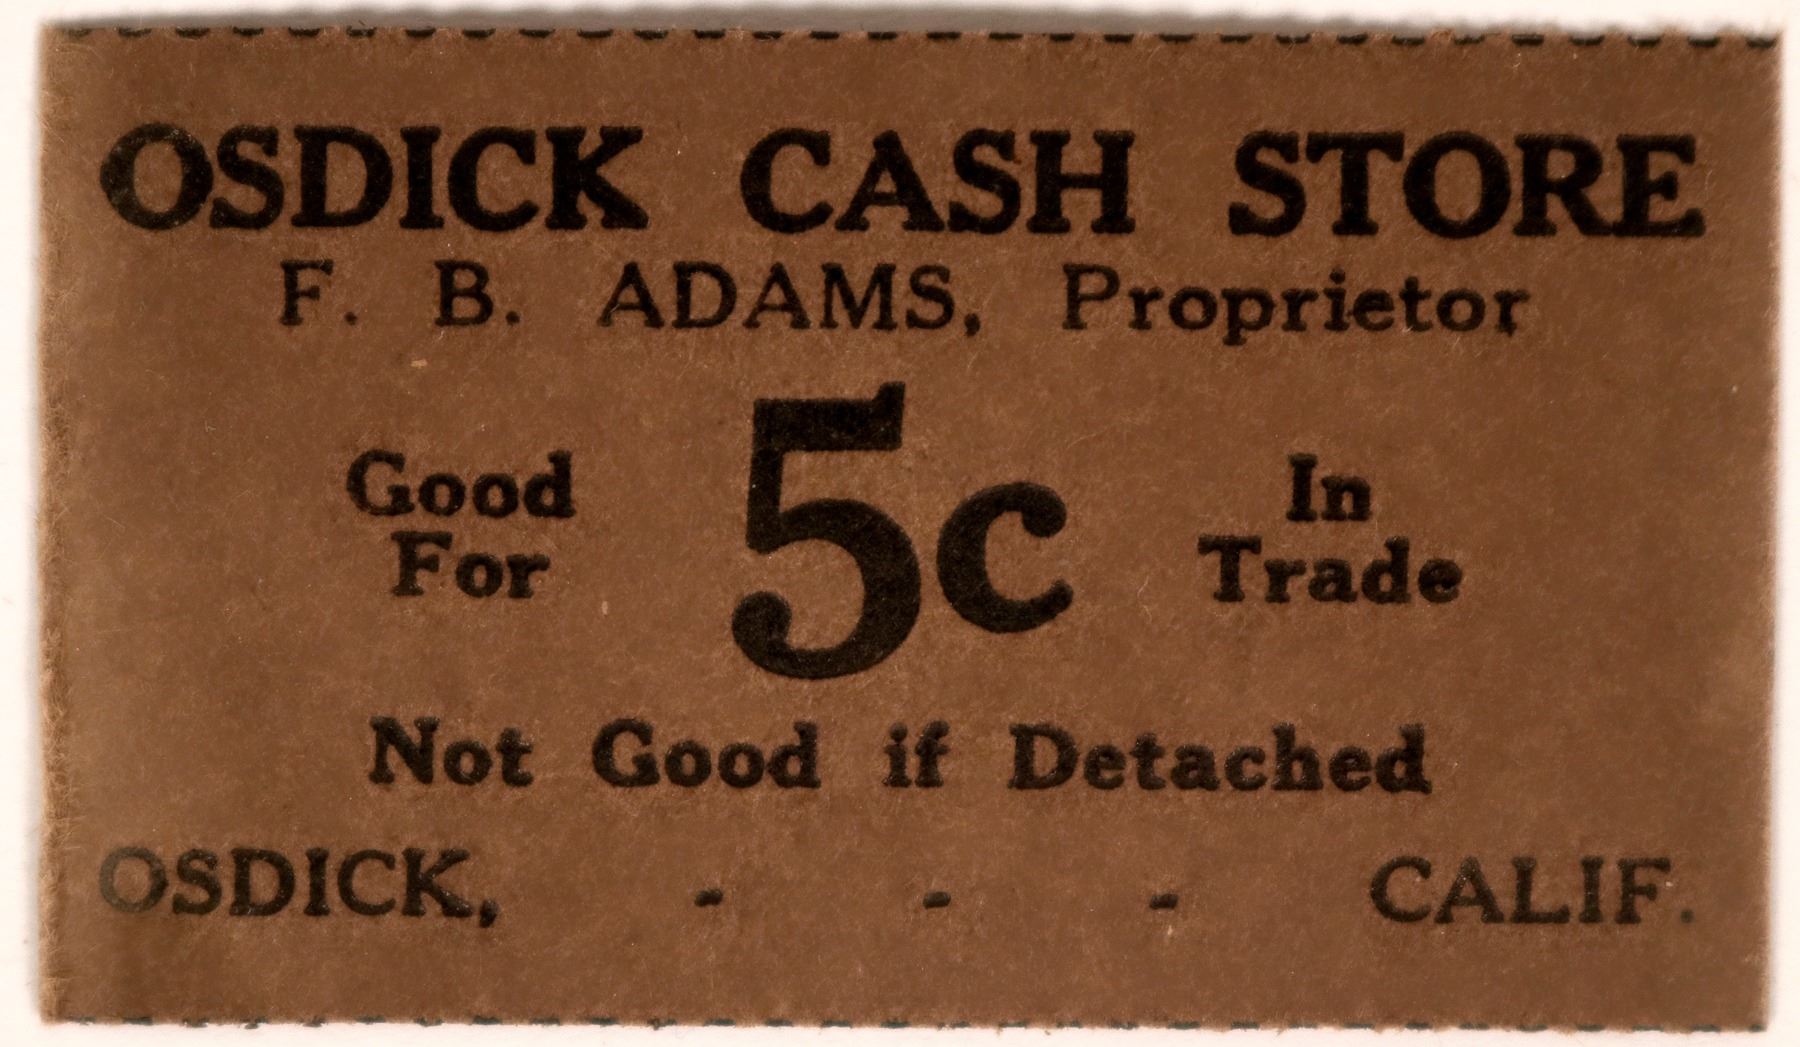 OSDICK CASH STORE
F. B. ADAMS, Proprietor
Good For 5c In Trade
Not Good if Detached
OSDICK, - - - CALIF.